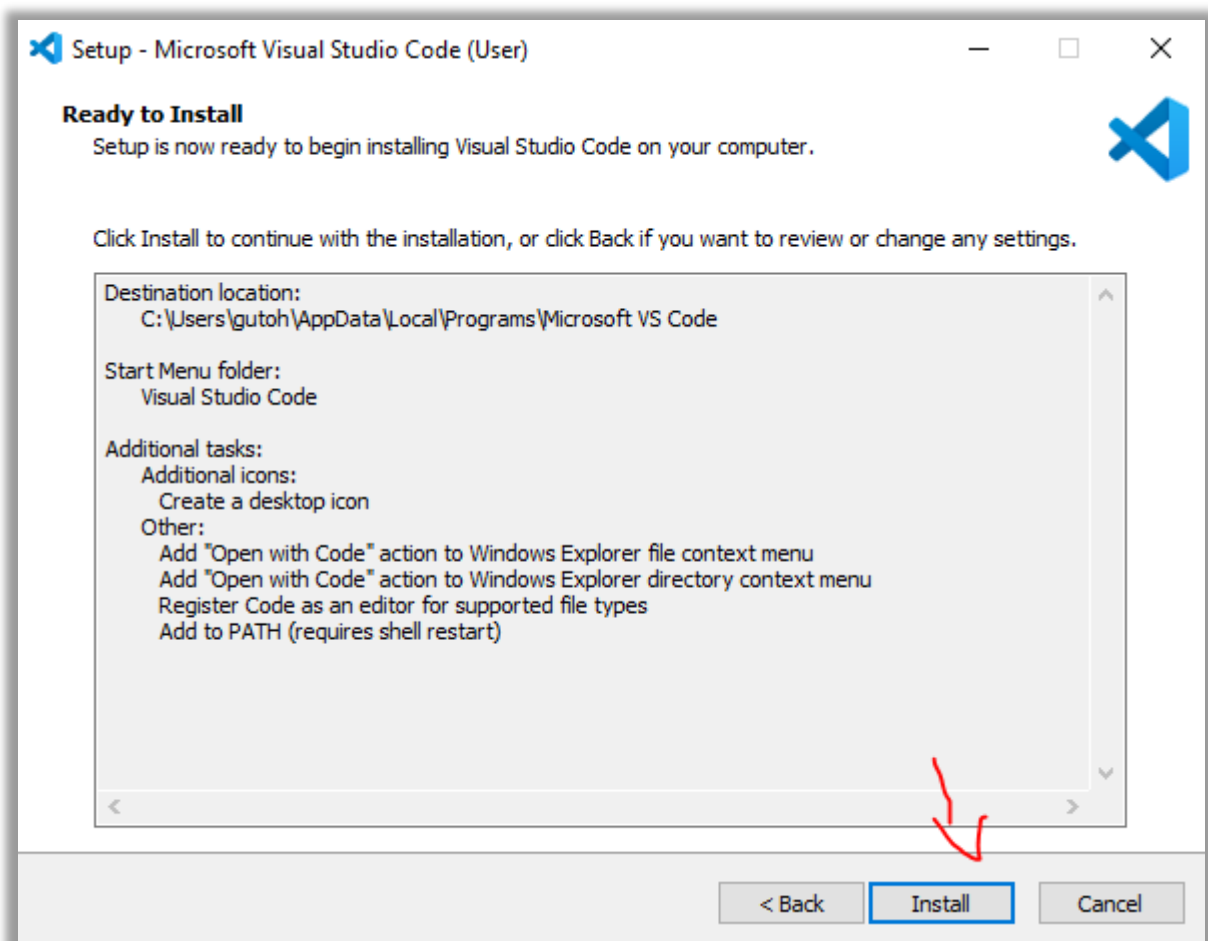 Setup - Microsoft Visual Studio Code (User)
Ready to Install
Setup is now ready to begin installing Visual Studio Code on your computer.
Click Install to continue with the installation, or click Back if you want to review or change any settings.
Destination location:
C:\Users\gutoh\AppData\Local\Programs\Microsoft VS Code
Start Menu folder:
Visual Studio Code
Additional tasks:
Additional icons:
Create a desktop icon
Other:
Add "Open with Code" action to Windows Explorer file context menu
Add "Open with Code" action to Windows Explorer directory context menu
Register Code as an editor for supported file types
Add to PATH (requires shell restart)
< Back Install Cancel